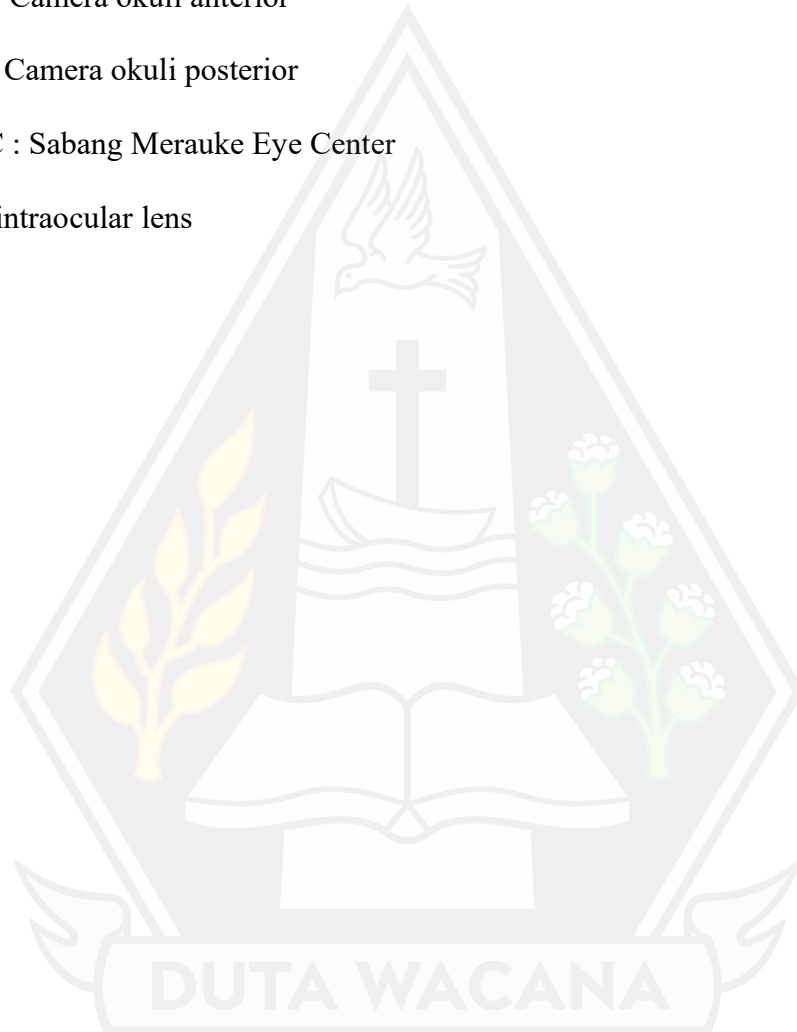 Camera okuli anterior
Camera okuli posterior
C : Sabang Merauke Eye Center
intraocular lens
DUTA WACANA